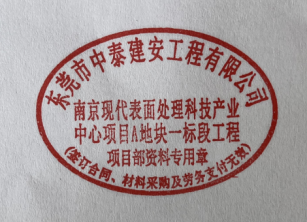 东莞市中泰建安工程有限公司
南京现代表面处理科技产业
中心项目A地块一标段工程
项目部资料专用章
(签订合同、材料采购及劳务支付无效)